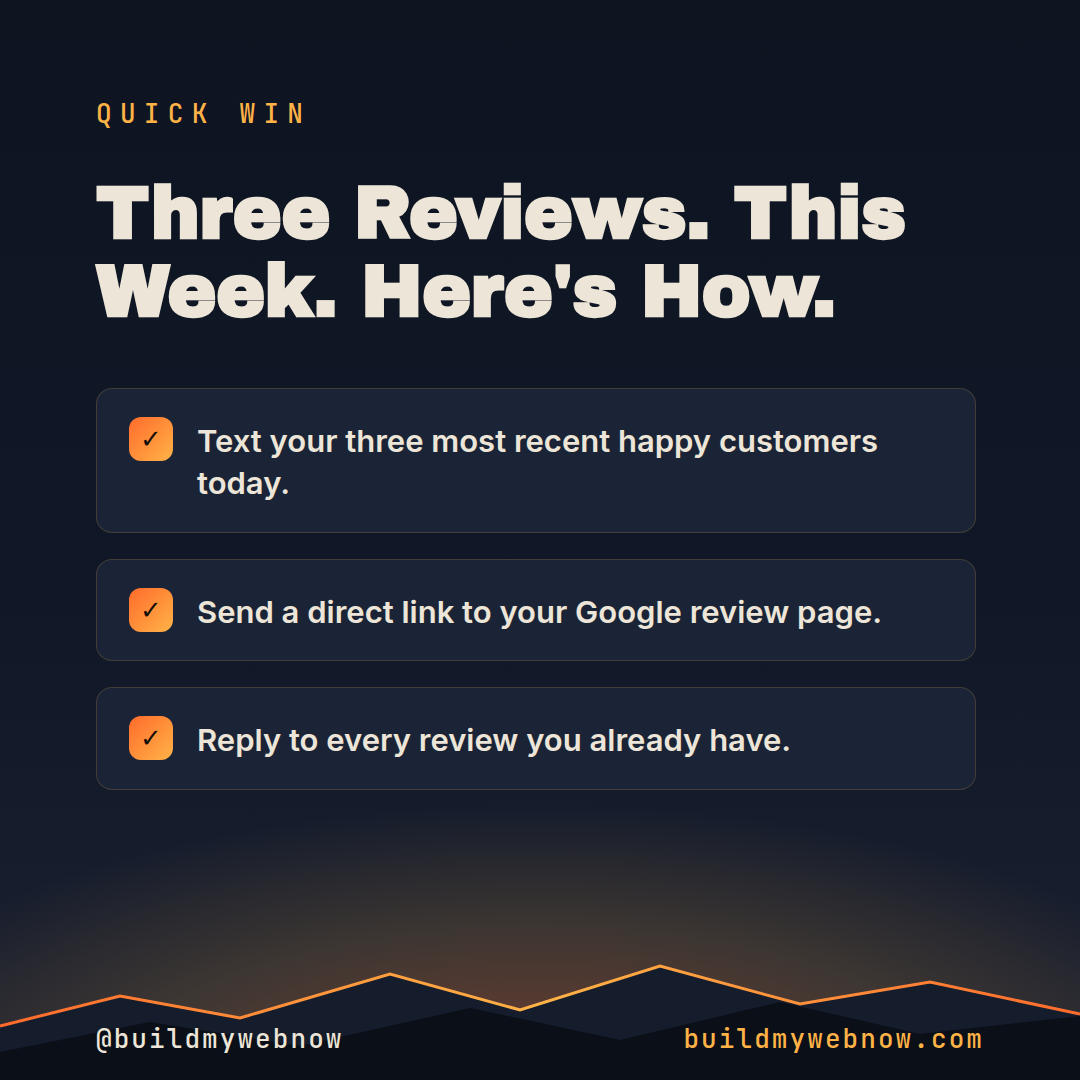 QUICK WIN
Three Reviews. This
Week. Here's How.
✓ Text your three most recent happy customers
today.
✓ Send a direct link to your Google review page.
✓ Reply to every review you already have.
@buildmywebnow
buildmywebnow.com